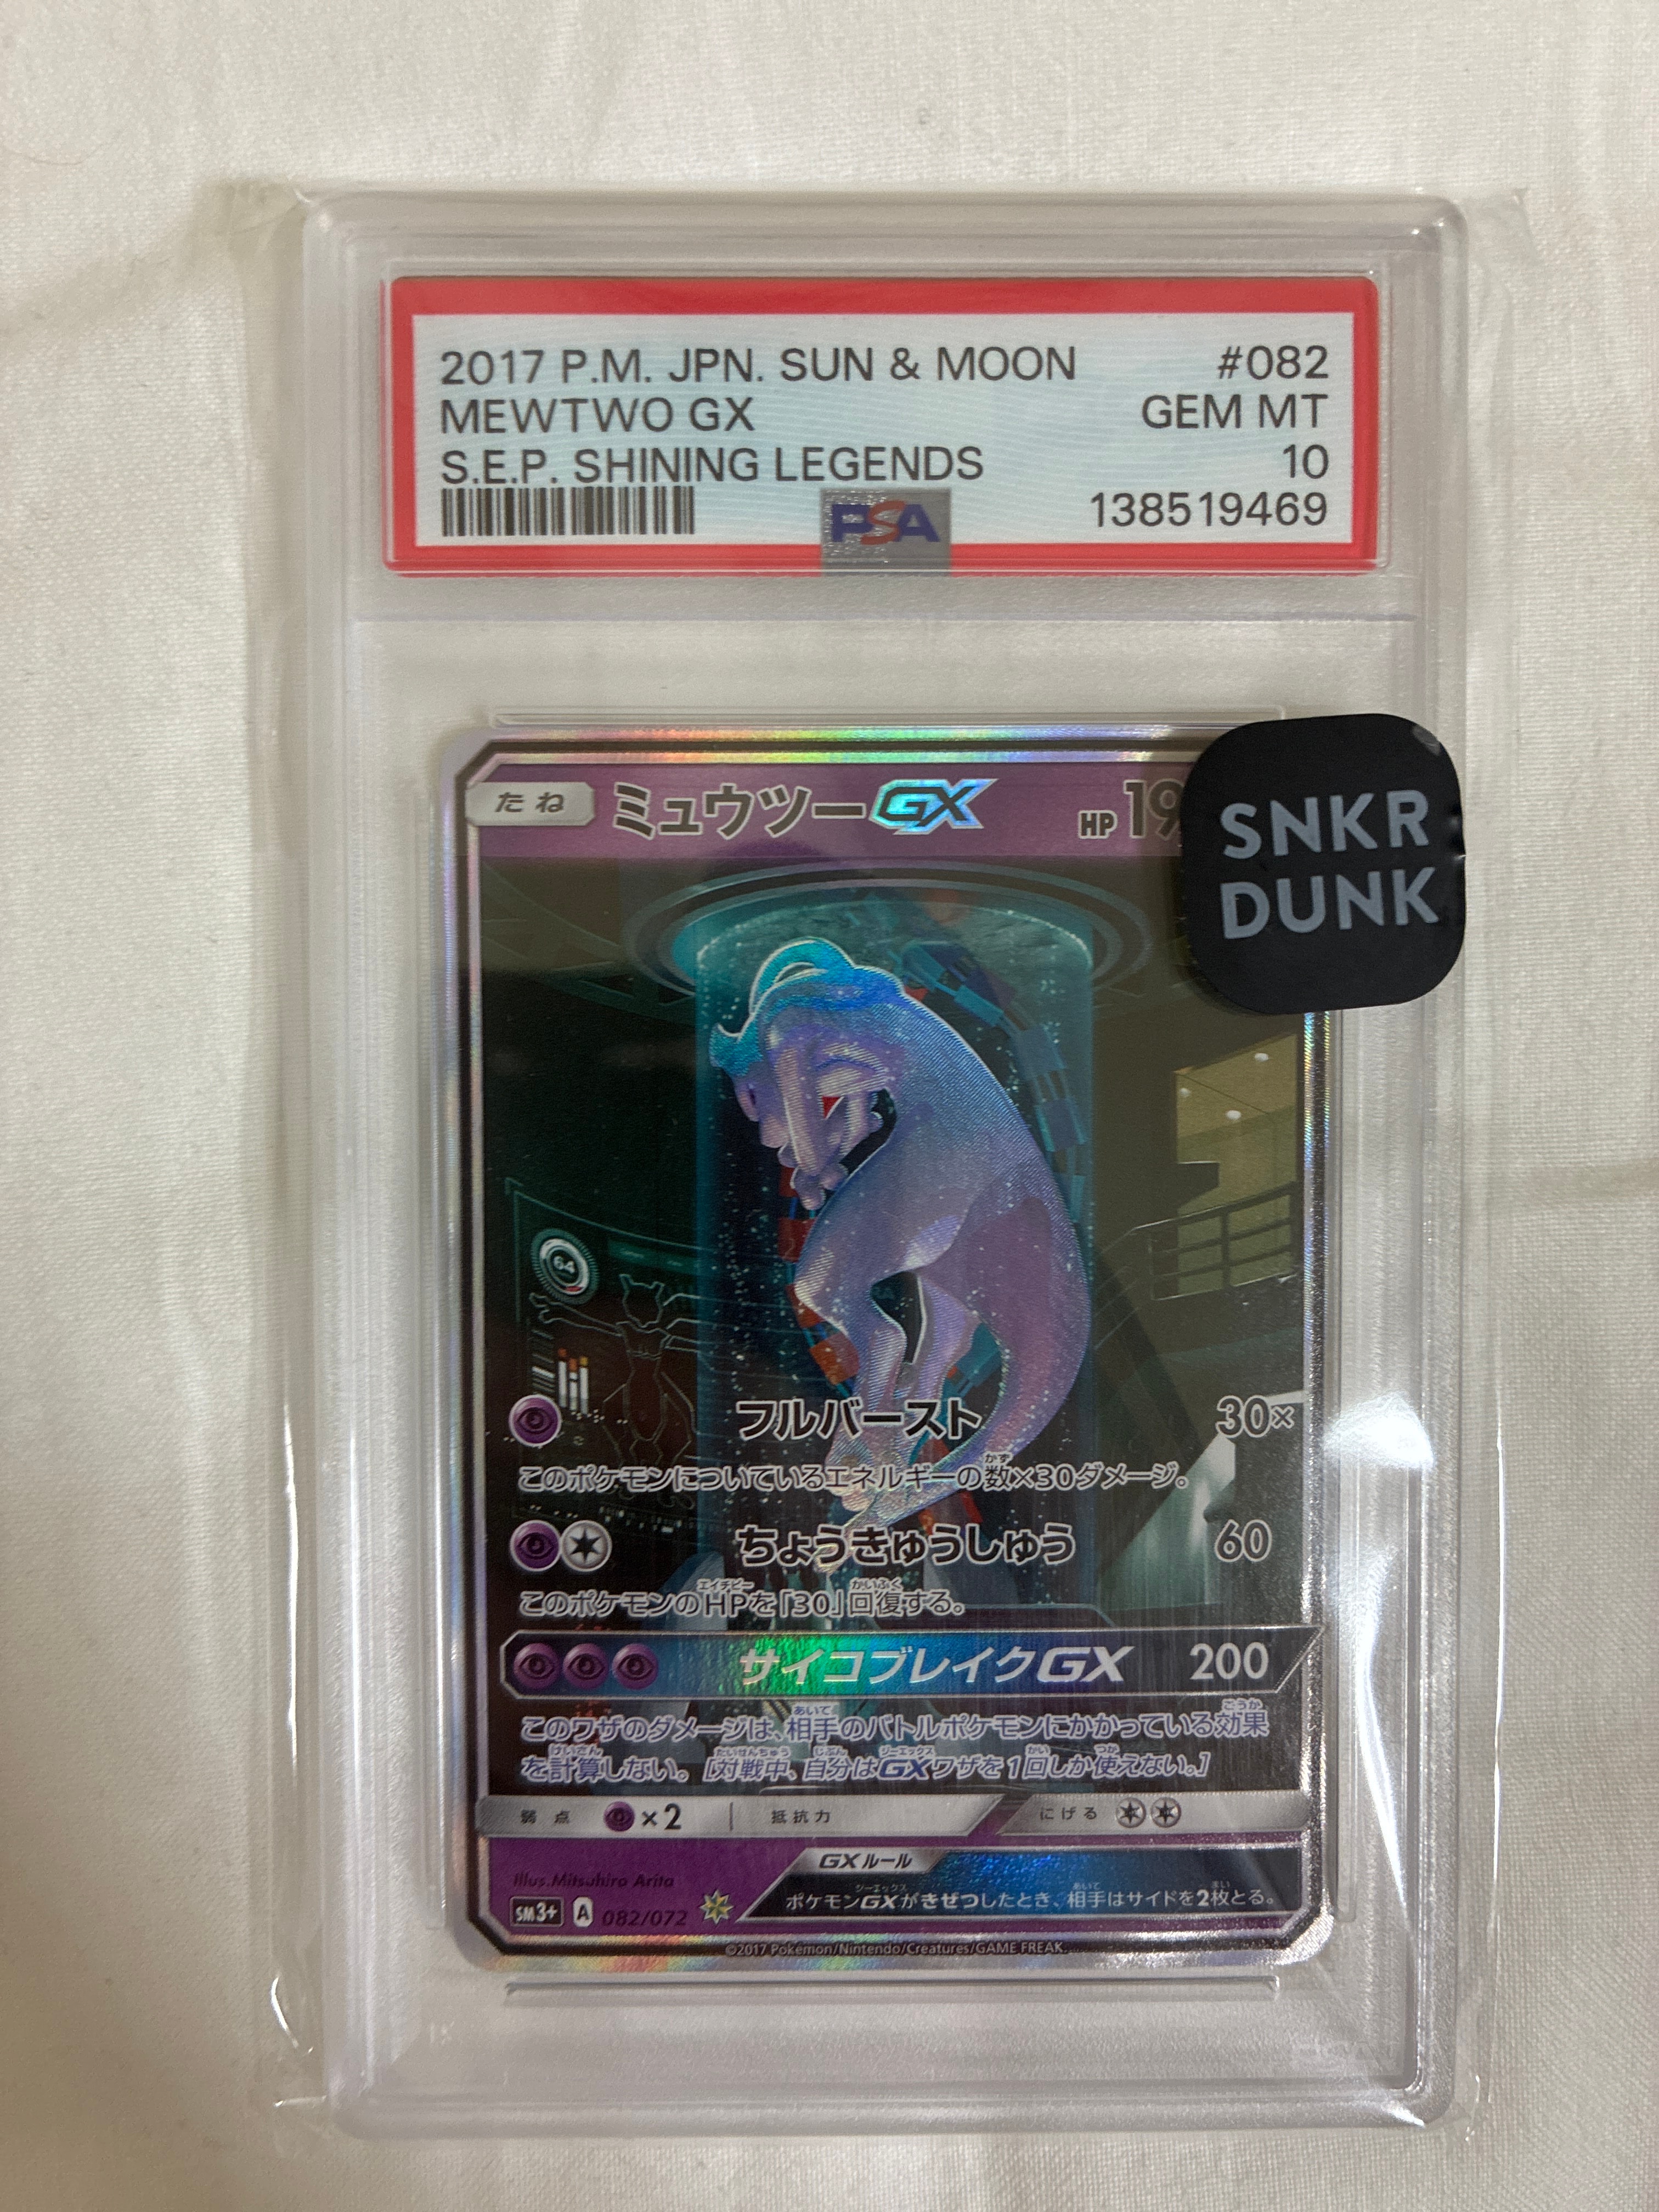 2017 P.M. JPN. SUN & MOON #082
MEWTWO GX GEM MT
S.E.P. SHINING LEGENDS 10
PSA 138519469
たね ミュウツーGX HP 19
SNKR
DUNK
64
フルバースト 30×
このポケモンについているエネルギーの数×30ダメージ。
ちょうきゅうしゅう 60
このポケモンのHPを「30」回復する。
サイコブレイクGX 200
このワザのダメージは、相手のバトルポケモンにかかっている効果
を計算しない。[対戦中、自分はGXワザを1回しか使えない。]
弱点 ×2 抵抗力 にげる
GXルール
Illus.Mitsuhiro Arita
ポケモンGXがきぜつしたとき、相手はサイドを2枚とる。
SM3+ A 082/072
©2017 Pokémon/Nintendo/Creatures/GAME FREAK.